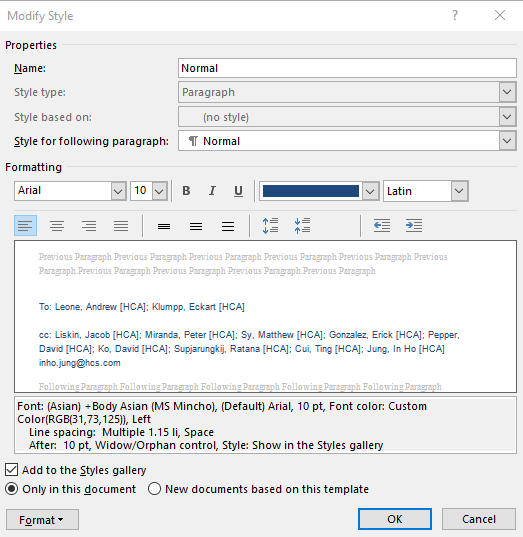 Modify Style
? 
Properties
Name: Normal
Style type: Paragraph
Style based on: (no style)
Style for following paragraph: ¶ Normal
Formatting
Arial 10 B I U Latin
Previous Paragraph Previous Paragraph Previous Paragraph Previous Paragraph Previous
Paragraph Previous Paragraph Previous Paragraph Previous Paragraph
To: Leone, Andrew [HCA]; Klumpp, Eckart [HCA]
cc: Liskin, Jacob [HCA]; Miranda, Peter [HCA]; Sy, Matthew [HCA]; Gonzalez, Erick [HCA]; Pepper,
David [HCA]; Ko, David [HCA]; Supjarungkij, Ratana [HCA]; Cui, Ting [HCA]; Jung, In Ho [HCA]
inho.jung@hcs.com
Following Paragraph Following Paragraph Following Paragraph Following Paragraph Following Paragraph
Font: (Asian) +Body Asian (MS Mincho), (Default) Arial, 10 pt, Font color: Custom
Color(RGB(31,73,125)), Left
Line spacing: Multiple 1.15 li, Space
After: 10 pt, Widow/Orphan control, Style: Show in the Styles gallery
Add to the Styles gallery
Only in this document New documents based on this template
Format OK Cancel